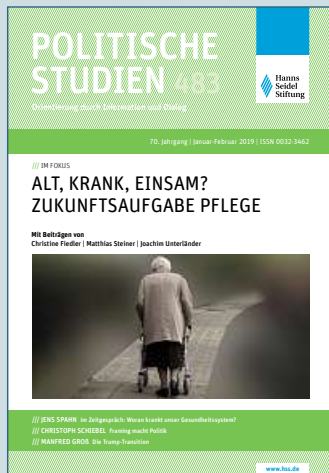 POLITISCHE
STUDIEN 483
Orientierung durch Information und Dialog
Hanns
Seidel
Stiftung
70. Jahrgang | Januar-Februar 2019 | ISSN 0032-3462
/// IM FOKUS
ALT, KRANK, EINSAM?
ZUKUNFTSAUFGABE PFLEGE
Mit Beiträgen von
Christine Fiedler | Matthias Steiner | Joachim Unterländer
/// JENS SPAHN Im Zeitgespräch: Woran krankt unser Gesundheitssystem?
/// CHRISTOPH SCHIEBEL Framing macht Politik
/// MANFRED GROß Die Trump-Transition
www.hss.de